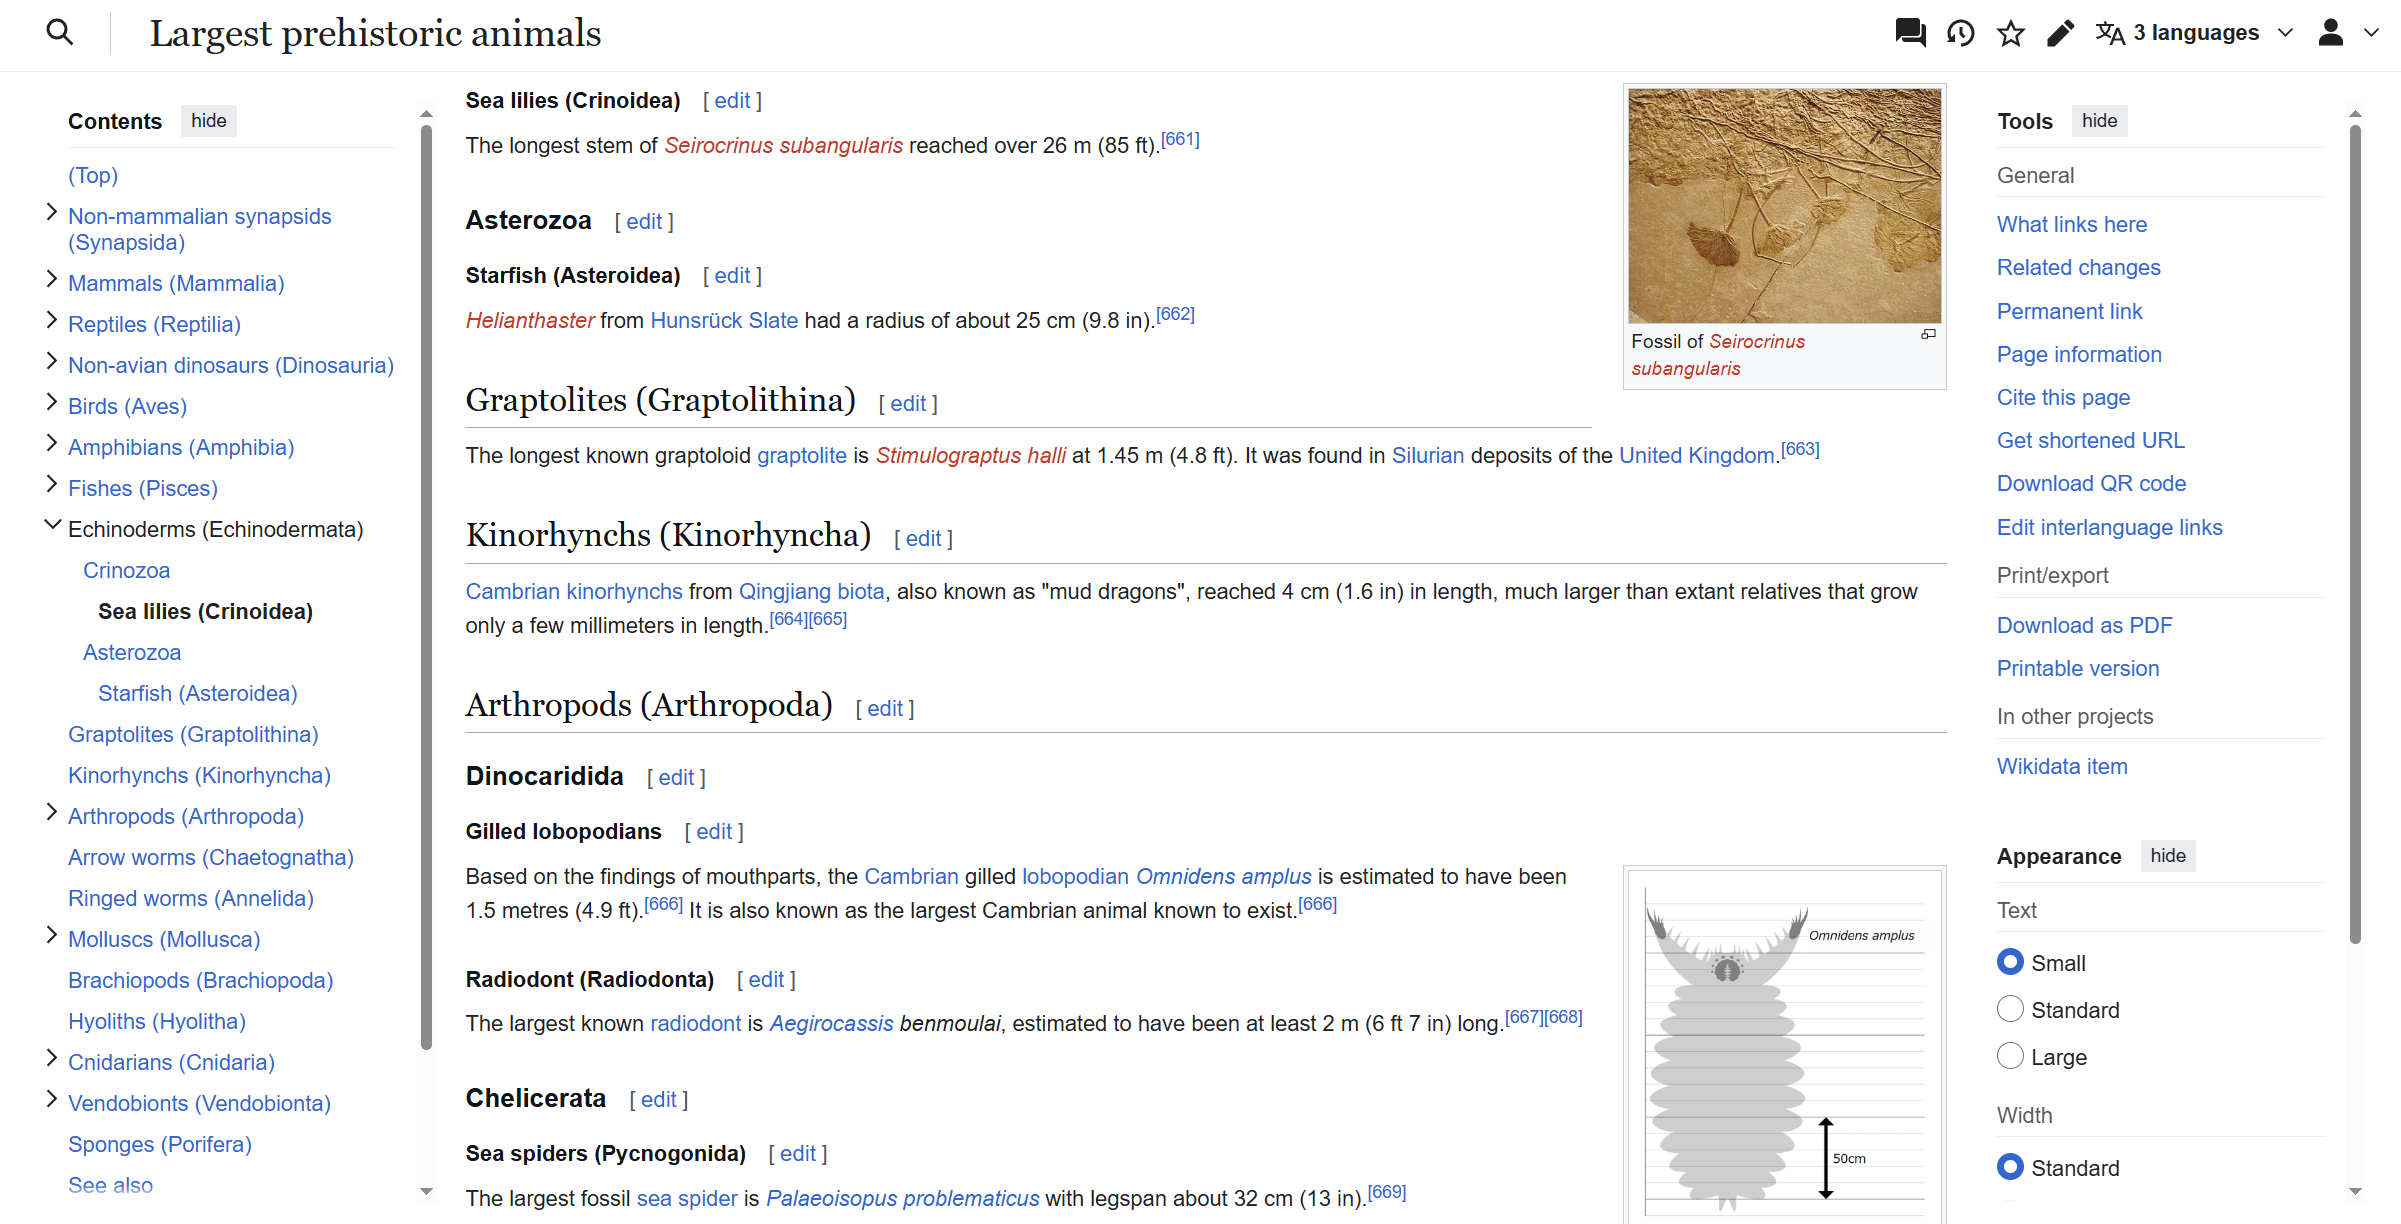 Largest prehistoric animals
3 languages
Contents hide
(Top)
Non-mammalian synapsids
(Synapsida)
Mammals (Mammalia)
Reptiles (Reptilia)
Non-avian dinosaurs (Dinosauria)
Birds (Aves)
Amphibians (Amphibia)
Fishes (Pisces)
Echinoderms (Echinodermata)
Crinozoa
Sea lilies (Crinoidea)
Asterozoa
Starfish (Asteroidea)
Graptolites (Graptolithina)
Kinorhynchs (Kinorhyncha)
Arthropods (Arthropoda)
Arrow worms (Chaetognatha)
Ringed worms (Annelida)
Molluscs (Mollusca)
Brachiopods (Brachiopoda)
Hyoliths (Hyolitha)
Cnidarians (Cnidaria)
Vendobionts (Vendobionta)
Sponges (Porifera)
See also
Sea lilies (Crinoidea) [ edit ]
The longest stem of Seirocrinus subangularis reached over 26 m (85 ft).[661]
Asterozoa [ edit ]
Starfish (Asteroidea) [ edit ]
Helianthaster from Hunsrück Slate had a radius of about 25 cm (9.8 in).[662]
Fossil of Seirocrinus
subangularis
Graptolites (Graptolithina) [ edit ]
The longest known graptoloid graptolite is Stimulograptus halli at 1.45 m (4.8 ft). It was found in Silurian deposits of the United Kingdom.[663]
Kinorhynchs (Kinorhyncha) [ edit ]
Cambrian kinorhynchs from Qingjiang biota, also known as "mud dragons", reached 4 cm (1.6 in) in length, much larger than extant relatives that grow
only a few millimeters in length.[664][665]
Arthropods (Arthropoda) [ edit ]
Dinocaridida [ edit ]
Gilled lobopodians [ edit ]
Based on the findings of mouthparts, the Cambrian gilled lobopodian Omnidens amplus is estimated to have been
1.5 metres (4.9 ft).[666] It is also known as the largest Cambrian animal known to exist.[666]
Radiodont (Radiodonta) [ edit ]
The largest known radiodont is Aegirocassis benmoulai, estimated to have been at least 2 m (6 ft 7 in) long.[667][668]
Chelicerata [ edit ]
Sea spiders (Pycnogonida) [ edit ]
The largest fossil sea spider is Palaeoisopus problematicus with legspan about 32 cm (13 in).[669]
Omnidens amplus
50cm
Tools hide
General
What links here
Related changes
Permanent link
Page information
Cite this page
Get shortened URL
Download QR code
Edit interlanguage links
Print/export
Download as PDF
Printable version
In other projects
Wikidata item
Appearance hide
Text
Small
Standard
Large
Width
Standard